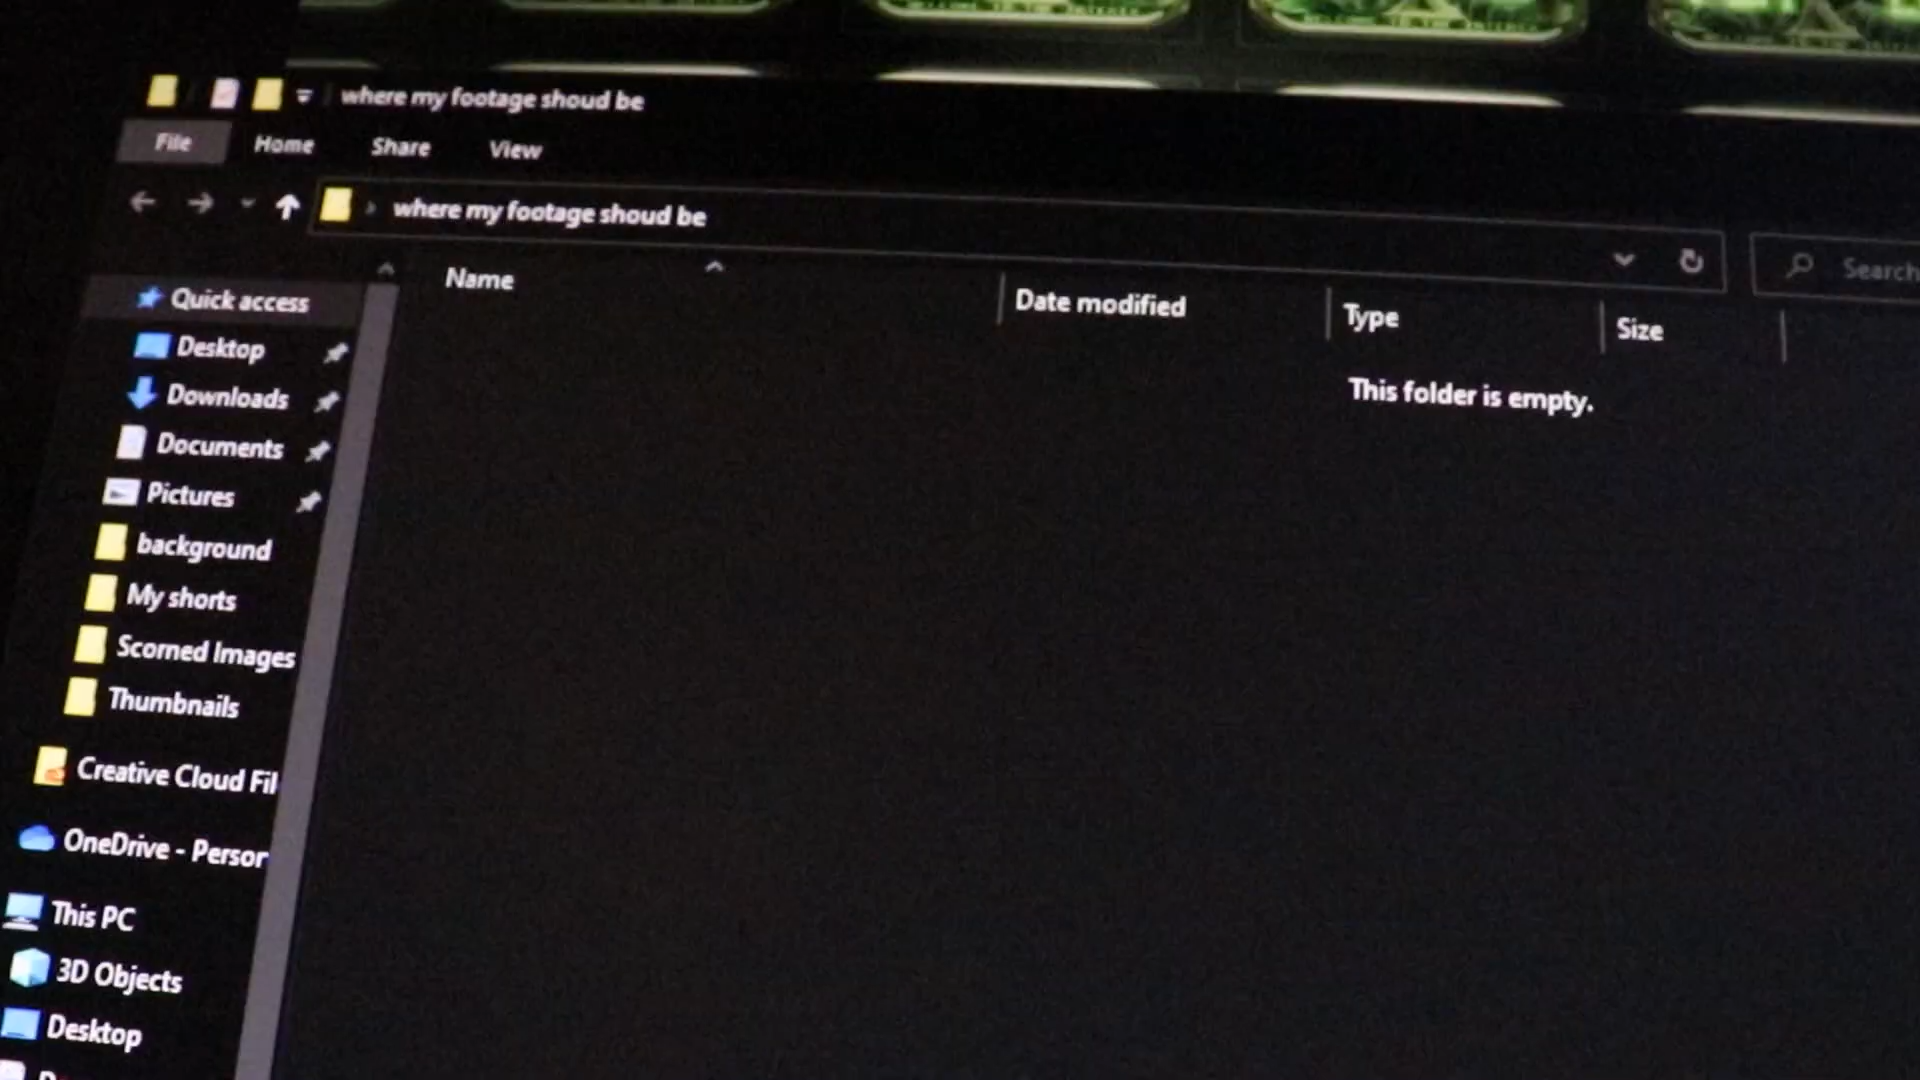 where my footage shoud be
File Home Share View
where my footage shoud be
Search
Name Date modified Type Size
This folder is empty.
Quick access
Desktop
Downloads
Documents
Pictures
background
My shorts
Scorned Images
Thumbnails
Creative Cloud Fil
OneDrive - Person
This PC
3D Objects
Desktop